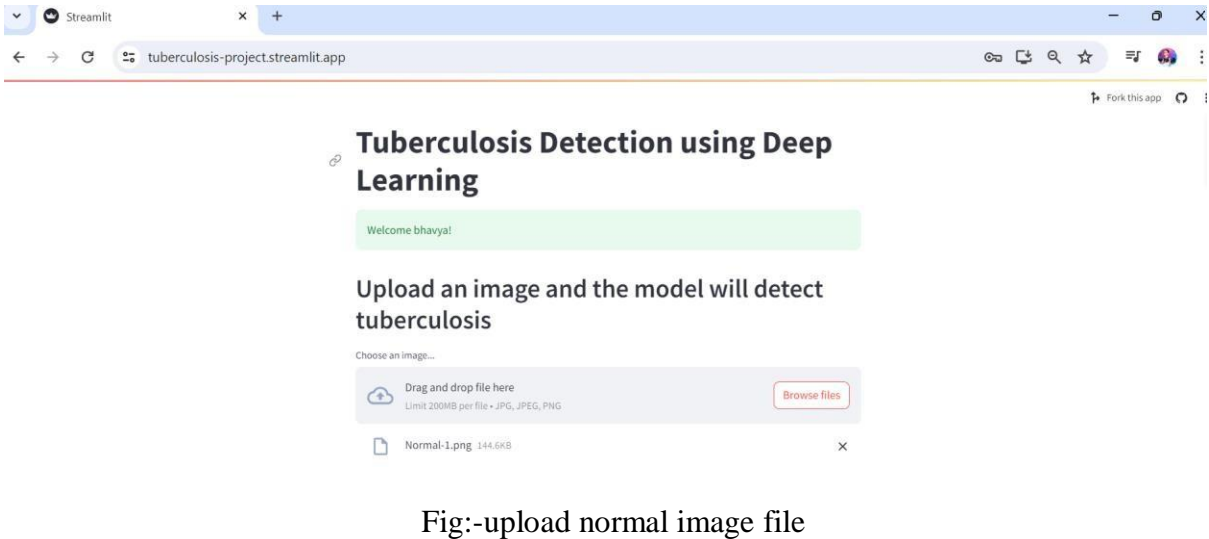 Streamlit
tuberculosis-project.streamlit.app
Fork this app
Tuberculosis Detection using Deep
Learning
Welcome bhavya!
Upload an image and the model will detect
tuberculosis
Choose an image...
Drag and drop file here
Limit 200MB per file • JPG, JPEG, PNG
Browse files
Normal-1.png 144.6KB
Fig:-upload normal image file